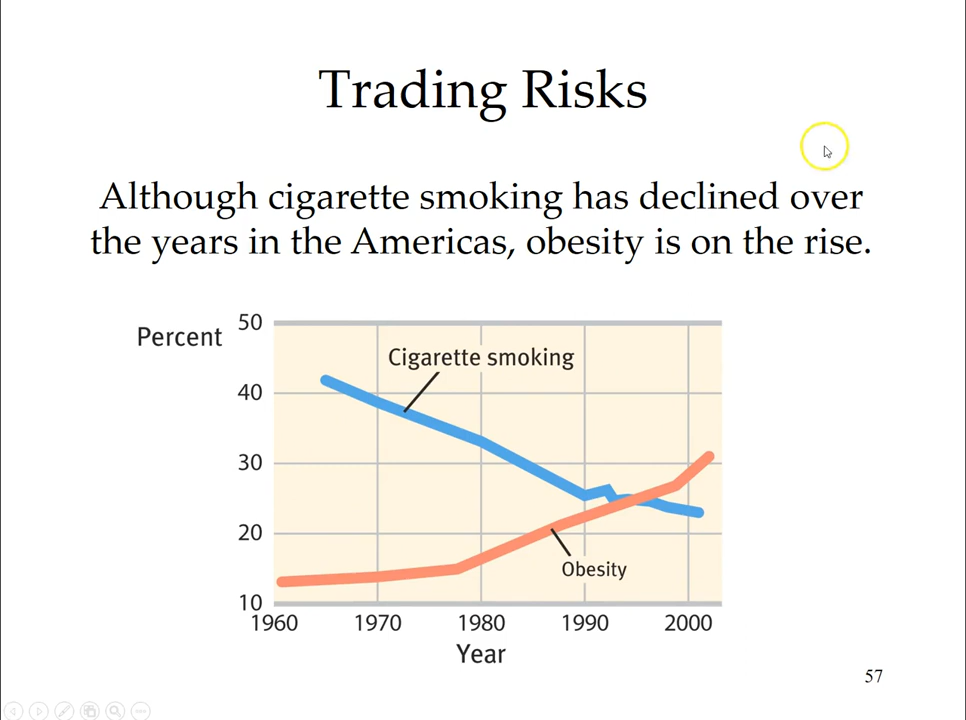 Trading Risks
Although cigarette smoking has declined over
the years in the Americas, obesity is on the rise.
Percent
50
Cigarette smoking
40
30
20
Obesity
10
1960 1970 1980 1990 2000
Year
57